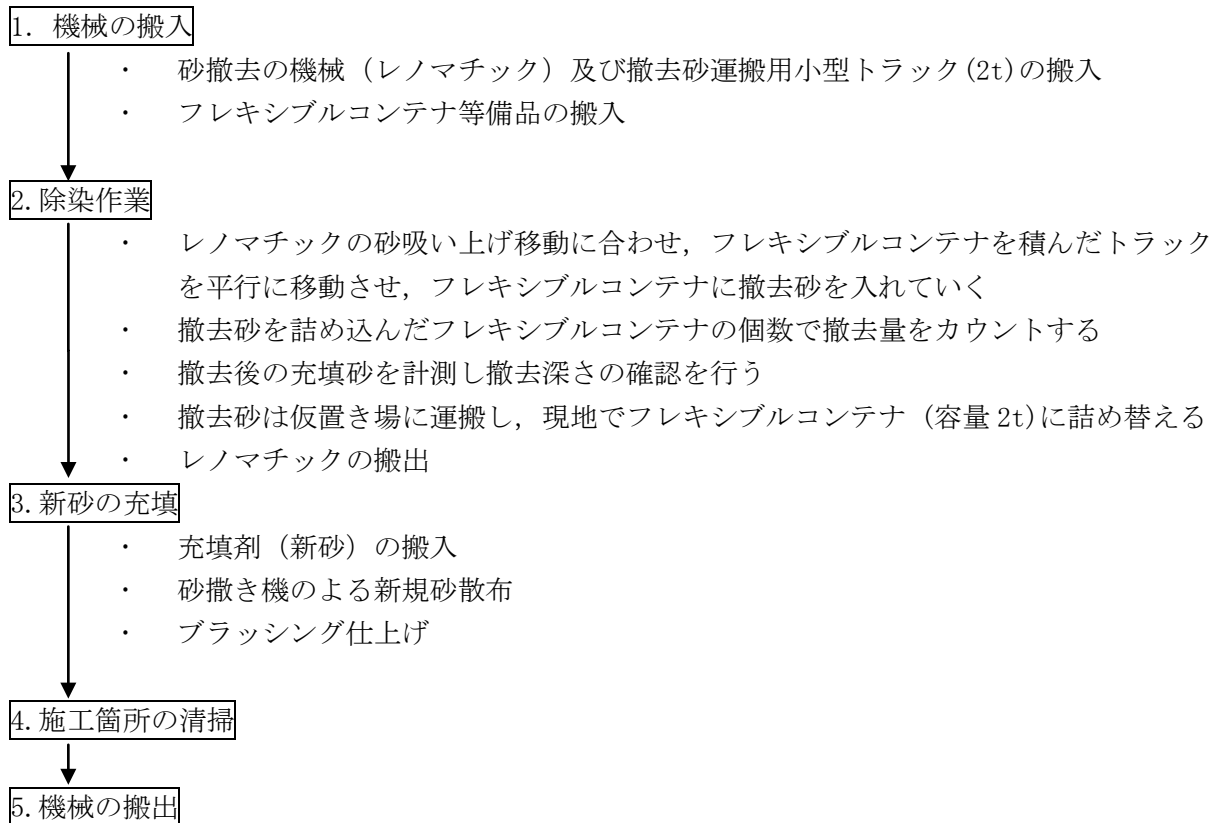 1. 機械の搬入
・ 砂撤去の機械（レノマチック）及び撤去砂運搬用小型トラック(2t)の搬入
・ フレキシブルコンテナ等備品の搬入
2.除染作業
・ レノマチックの砂吸い上げ移動に合わせ，フレキシブルコンテナを積んだトラック
を平行に移動させ，フレキシブルコンテナに撤去砂を入れていく
・ 撤去砂を詰め込んだフレキシブルコンテナの個数で撤去量をカウントする
・ 撤去後の充填砂を計測し撤去深さの確認を行う
・ 撤去砂は仮置き場に運搬し，現地でフレキシブルコンテナ（容量 2t)に詰め替える
・ レノマチックの搬出
3.新砂の充填
・ 充填剤（新砂）の搬入
・ 砂撒き機のよる新規砂散布
・ ブラッシング仕上げ
4.施工箇所の清掃
5.機械の搬出